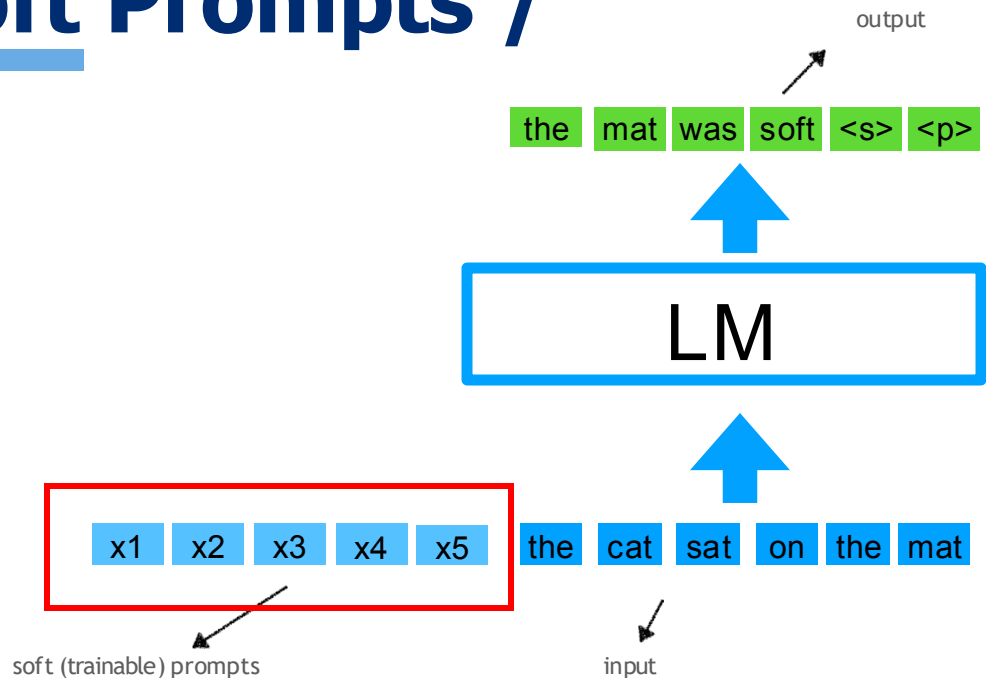 oft Prompts /
output
the mat was soft <s> <p>
LM
x1 x2 x3 x4 x5 the cat sat on the mat
soft (trainable) prompts input